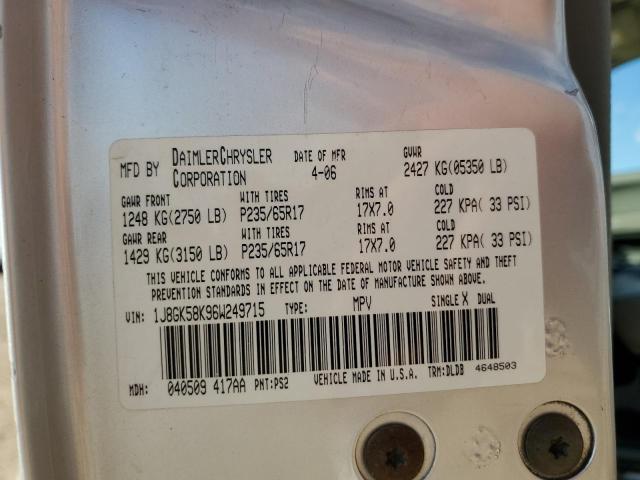 MFD BY DAIMLERCHRYSLER CORPORATION DATE OF MFR 4-06 GVWR 2427 KG(05350 LB)
GAWR FRONT WITH TIRES RIMS AT COLD
1248 KG(2750 LB) P235/65R17 17X7.0 227 KPA( 33 PSI)
GAWR REAR WITH TIRES RIMS AT COLD
1429 KG(3150 LB) P235/65R17 17X7.0 227 KPA( 33 PSI)
THIS VEHICLE CONFORMS TO ALL APPLICABLE FEDERAL MOTOR VEHICLE SAFETY AND THEFT
PREVENTION STANDARDS IN EFFECT ON THE DATE OF MANUFACTURE SHOWN ABOVE.
VIN: 1J8GK58K96W249715 TYPE: MPV SINGLE X DUAL
MDH: 040509 417AA PNT:PS2 VEHICLE MADE IN U.S.A. TRM:DLDB 4648503